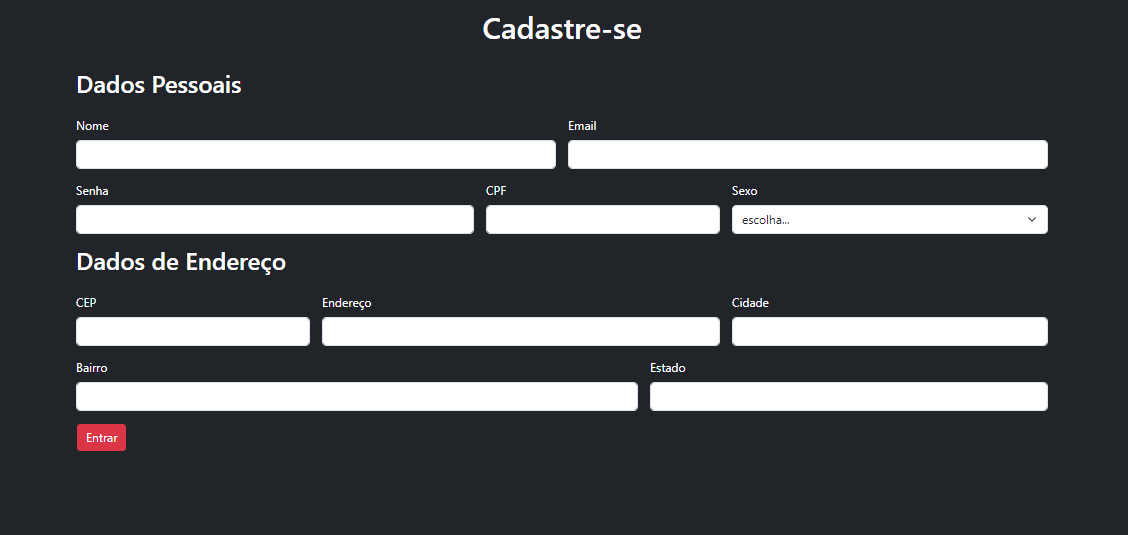 Cadastre-se
Dados Pessoais
Nome Email
Senha CPF Sexo
escolha...
Dados de Endereço
CEP Endereço Cidade
Bairro Estado
Entrar